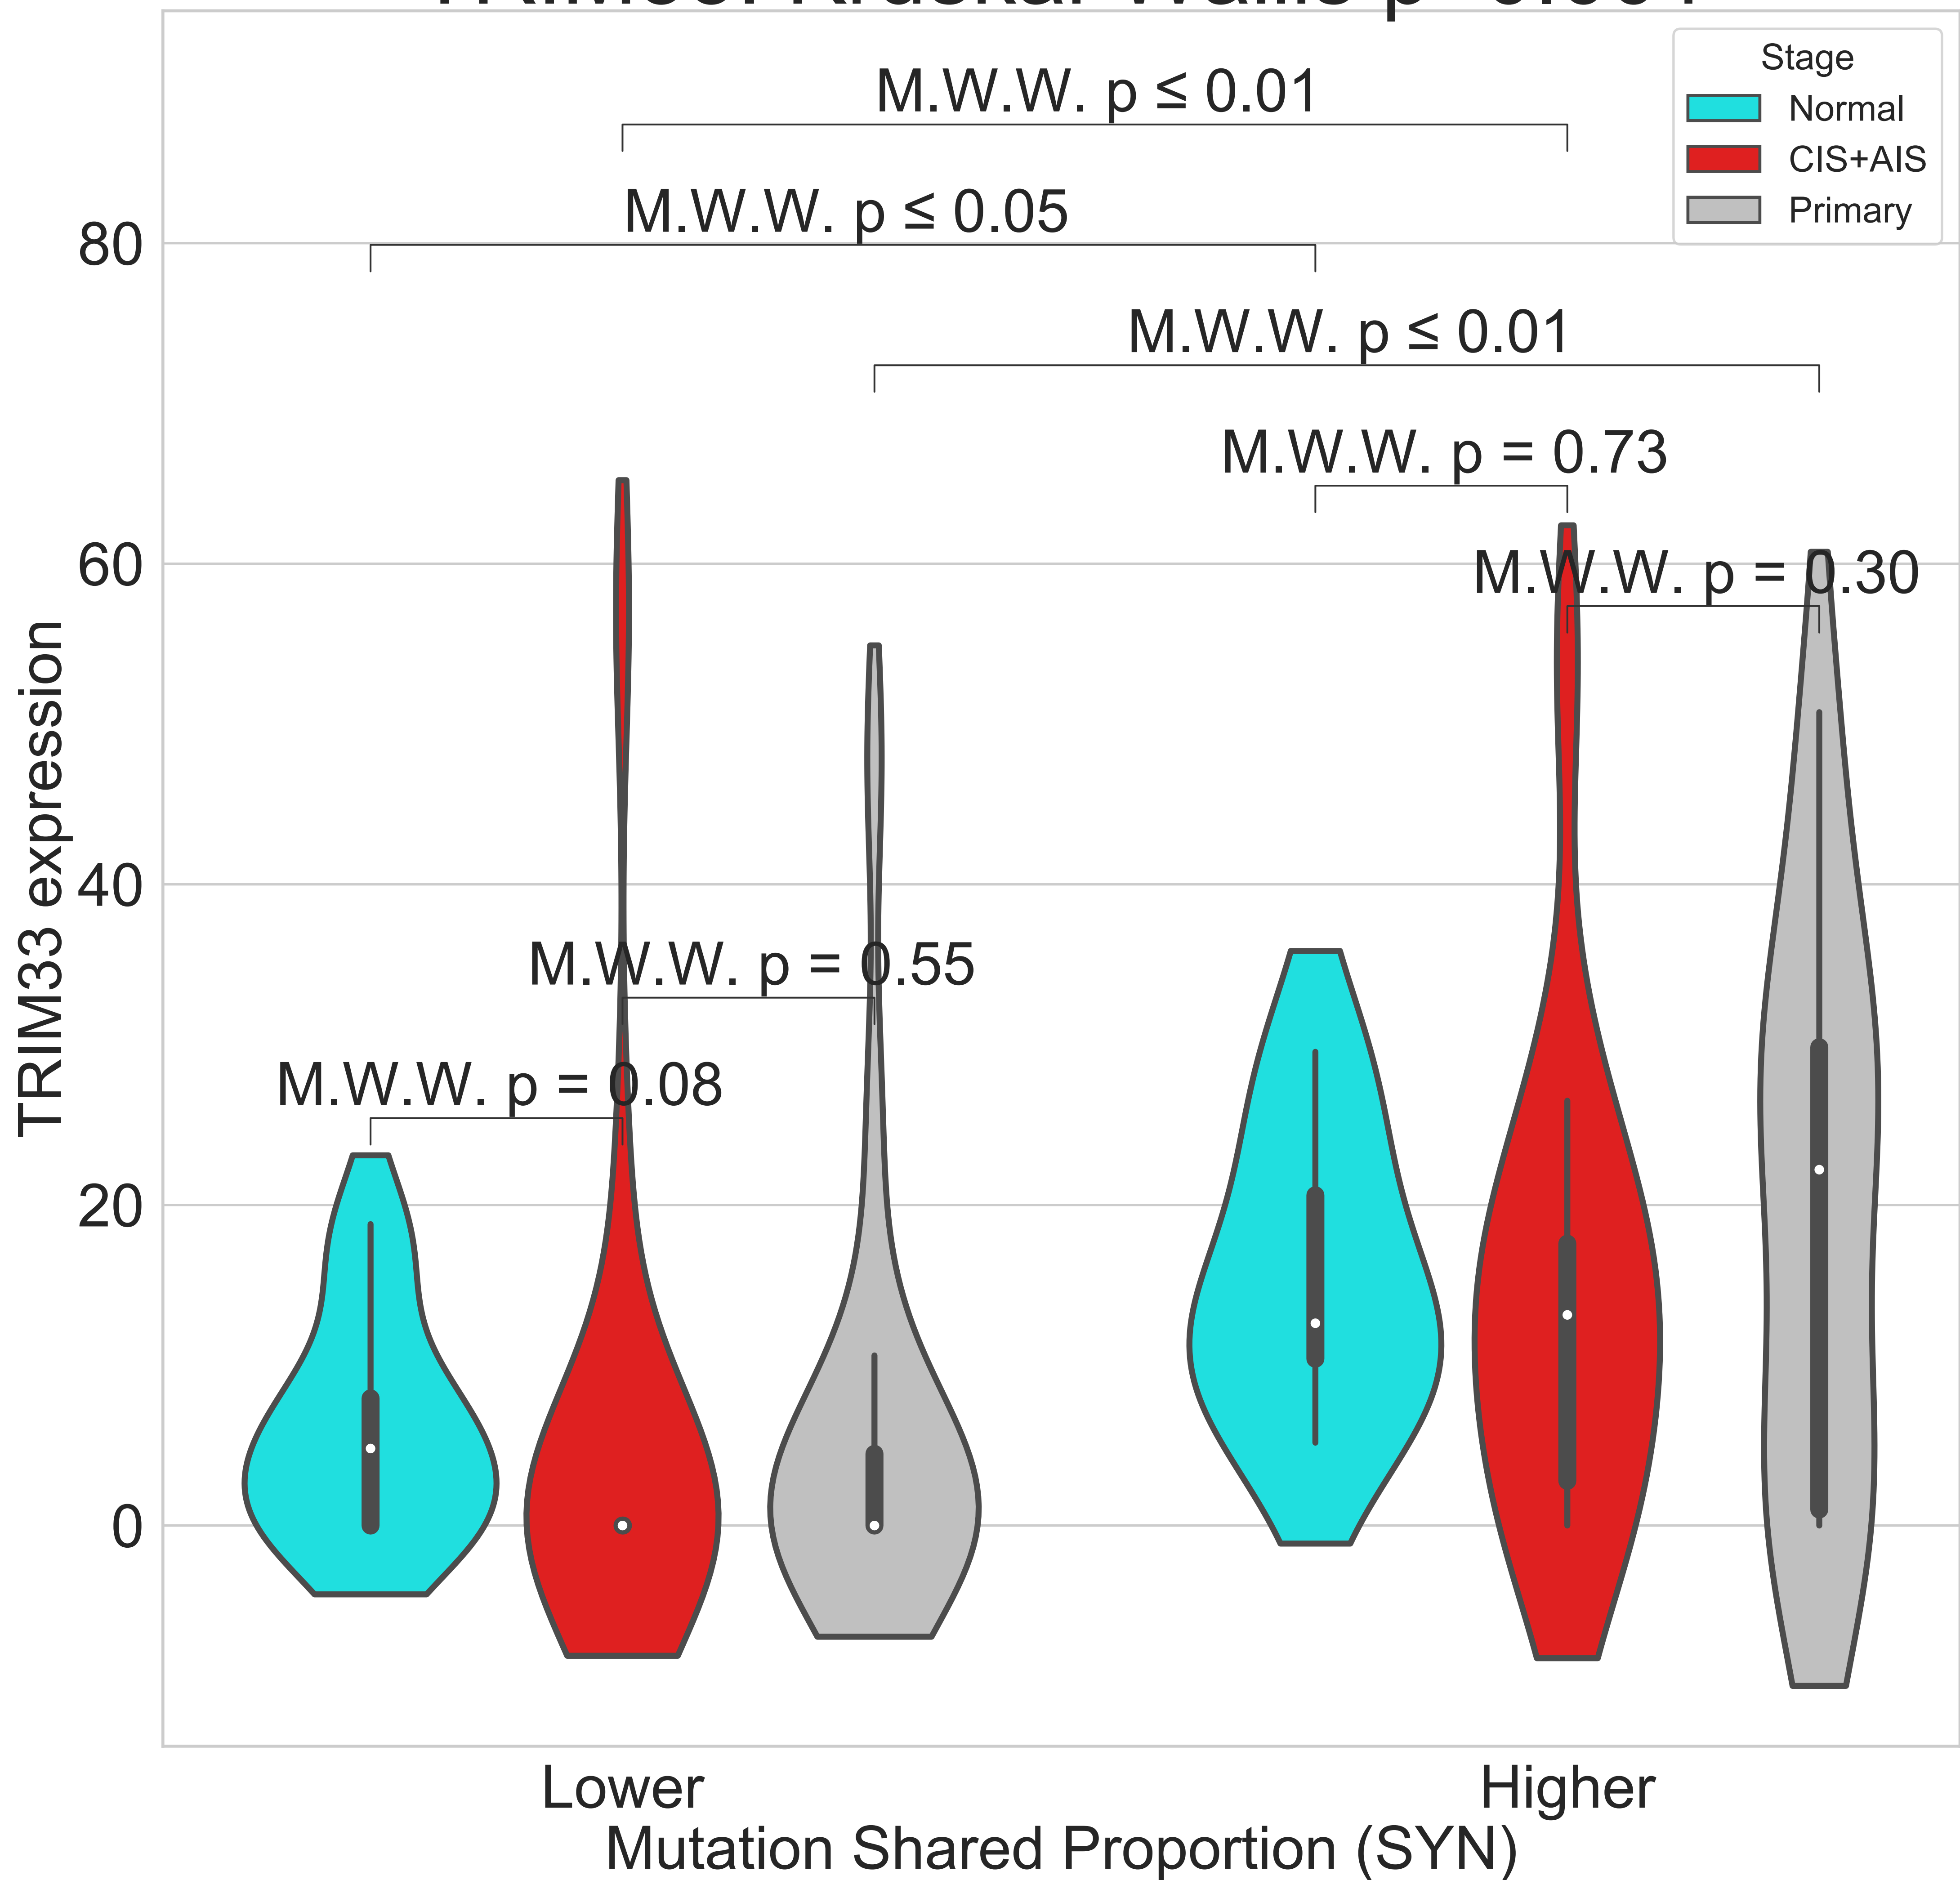 Stage
Normal
CIS+AIS
Primary
M.W.W. p ≤ 0.01
M.W.W. p ≤ 0.05
M.W.W. p ≤ 0.01
M.W.W. p = 0.73
M.W.W. p = 0.30
M.W.W. p = 0.55
M.W.W. p = 0.08
80
60
40
20
0
TRIM33 expression
Lower
Higher
Mutation Shared Proportion (SYN)